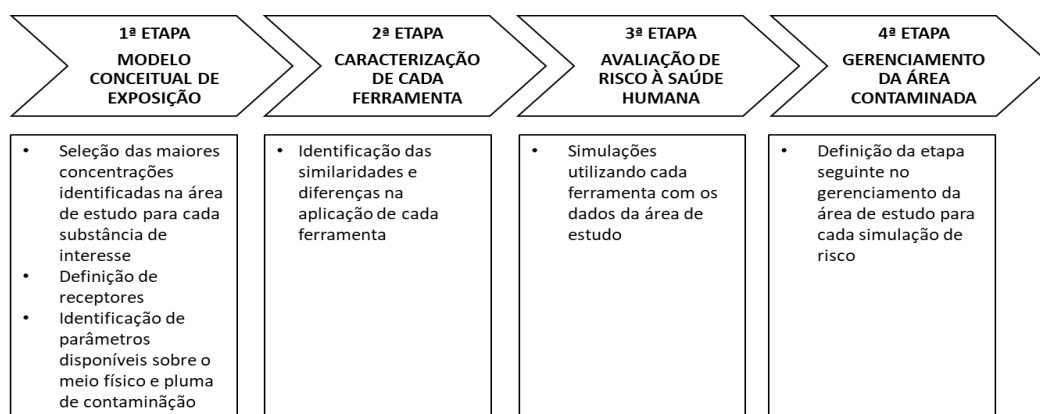 1ª ETAPA
MODELO
CONCEITUAL DE
EXPOSIÇÃO
2ª ETAPA
CARACTERIZAÇÃO
DE CADA
FERRAMENTA
3ª ETAPA
AVALIAÇÃO DE
RISCO À SAÚDE
HUMANA
4ª ETAPA
GERENCIAMENTO
DA ÁREA
CONTAMINADA
• Seleção das maiores
concentrações
identificadas na área
de estudo para cada
substância de
interesse
• Definição de
receptores
• Identificação de
parâmetros
disponíveis sobre o
meio físico e pluma
de contaminãção
• Identificação das
similaridades e
diferenças na
aplicação de cada
ferramenta
• Simulações
utilizando cada
ferramenta com os
dados da área de
estudo
• Definição da etapa
seguinte no
gerenciamento da
área de estudo para
cada simulação de
risco